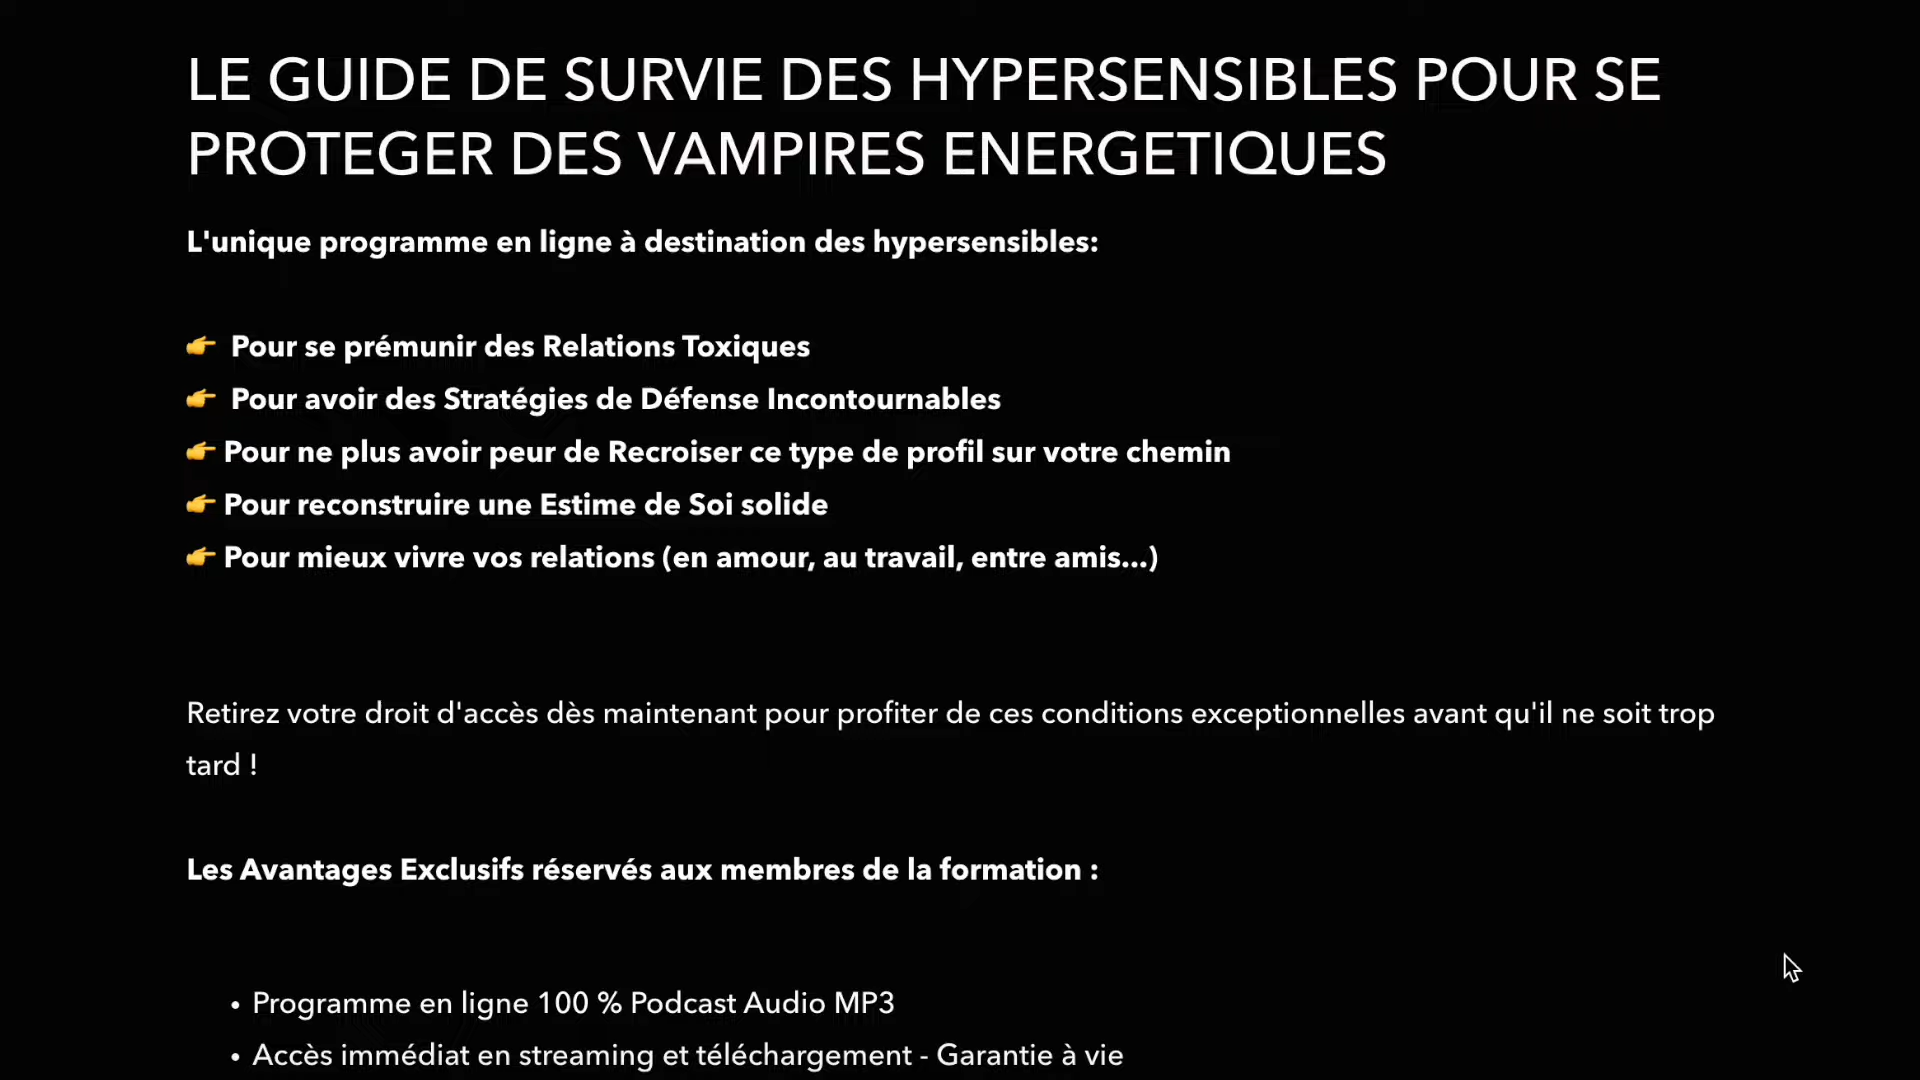 LE GUIDE DE SURVIE DES HYPERSENSIBLES POUR SE
PROTEGER DES VAMPIRES ENERGETIQUES
L'unique programme en ligne à destination des hypersensibles:
👉 Pour se prémunir des Relations Toxiques
👉 Pour avoir des Stratégies de Défense Incontournables
👉 Pour ne plus avoir peur de Recroiser ce type de profil sur votre chemin
👉 Pour reconstruire une Estime de Soi solide
👉 Pour mieux vivre vos relations (en amour, au travail, entre amis...)
Retirez votre droit d'accès dès maintenant pour profiter de ces conditions exceptionnelles avant qu'il ne soit trop
tard !
Les Avantages Exclusifs réservés aux membres de la formation :
• Programme en ligne 100 % Podcast Audio MP3
• Accès immédiat en streaming et téléchargement - Garantie à vie